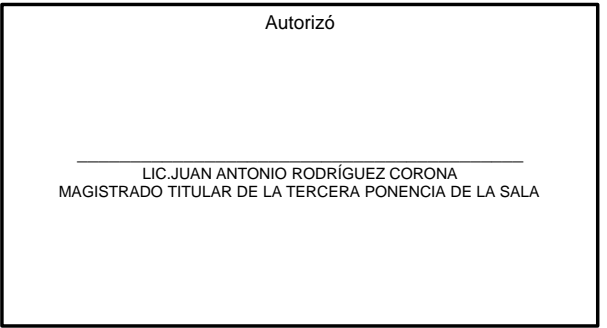 Autorizó
LIC.JUAN ANTONIO RODRÍGUEZ CORONA
MAGISTRADO TITULAR DE LA TERCERA PONENCIA DE LA SALA